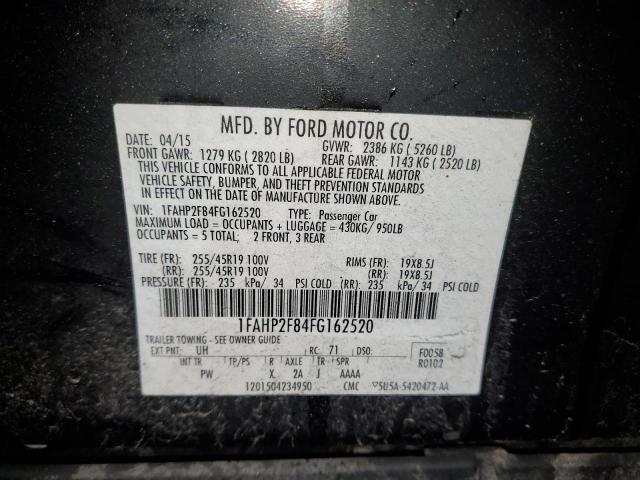 MFD. BY FORD MOTOR CO.
DATE: 04/15 GVWR: 2386 KG ( 5260 LB)
FRONT GAWR: 1279 KG ( 2820 LB) REAR GAWR: 1143 KG ( 2520 LB)
THIS VEHICLE CONFORMS TO ALL APPLICABLE FEDERAL MOTOR
VEHICLE SAFETY, BUMPER, AND THEFT PREVENTION STANDARDS
IN EFFECT ON THE DATE OF MANUFACTURE SHOWN ABOVE.
VIN: 1FAHP2F84FG162520 TYPE: Passenger Car
MAXIMUM LOAD = OCCUPANTS + LUGGAGE = 430KG/ 950LB
OCCUPANTS = 5 TOTAL, 2 FRONT, 3 REAR
TIRE (FR): 255/45R19 100V RIMS (FR): 19X8.5J
(RR): 255/45R19 100V (RR): 19X8.5J
PRESSURE (FR): 235 kPa/ 34 PSI COLD (RR): 235 kPa/ 34 PSI COLD
1FAHP2F84FG162520
TRAILER TOWING - SEE OWNER GUIDE
EXT PNT: UH RC: 71 DSO: F0058
INT TR TP/PS R AXLE TR SPR R0102
PW X 2A J AAAA
1201504234950 CMC 5U5A-5420472-AA